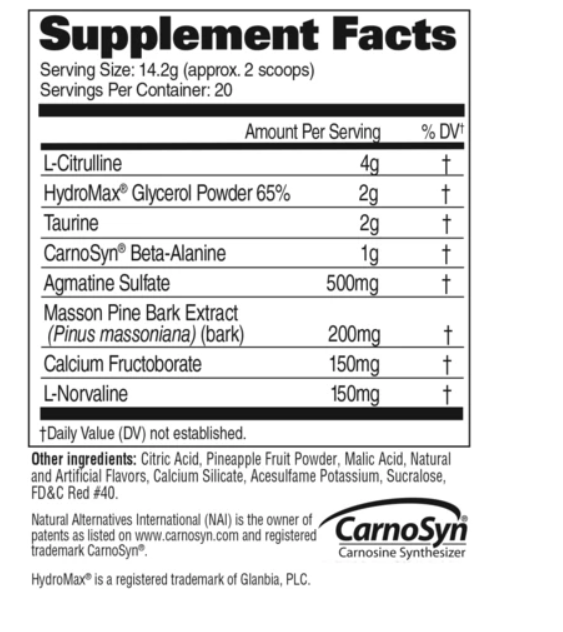 Supplement Facts
Serving Size: 14.2g (approx. 2 scoops)
Servings Per Container: 20
Amount Per Serving % DV†
L-Citrulline 4g †
HydroMax® Glycerol Powder 65% 2g †
Taurine 2g †
CarnoSyn® Beta-Alanine 1g †
Agmatine Sulfate 500mg †
Masson Pine Bark Extract
(Pinus massoniana) (bark) 200mg †
Calcium Fructoborate 150mg †
L-Norvaline 150mg †
†Daily Value (DV) not established.
Other ingredients: Citric Acid, Pineapple Fruit Powder, Malic Acid, Natural
and Artificial Flavors, Calcium Silicate, Acesulfame Potassium, Sucralose,
FD&C Red #40.
Natural Alternatives International (NAI) is the owner of
patents as listed on www.carnosyn.com and registered
trademark CarnoSyn®.
CarnoSyn®
Carnosine Synthesizer
HydroMax® is a registered trademark of Glanbia, PLC.